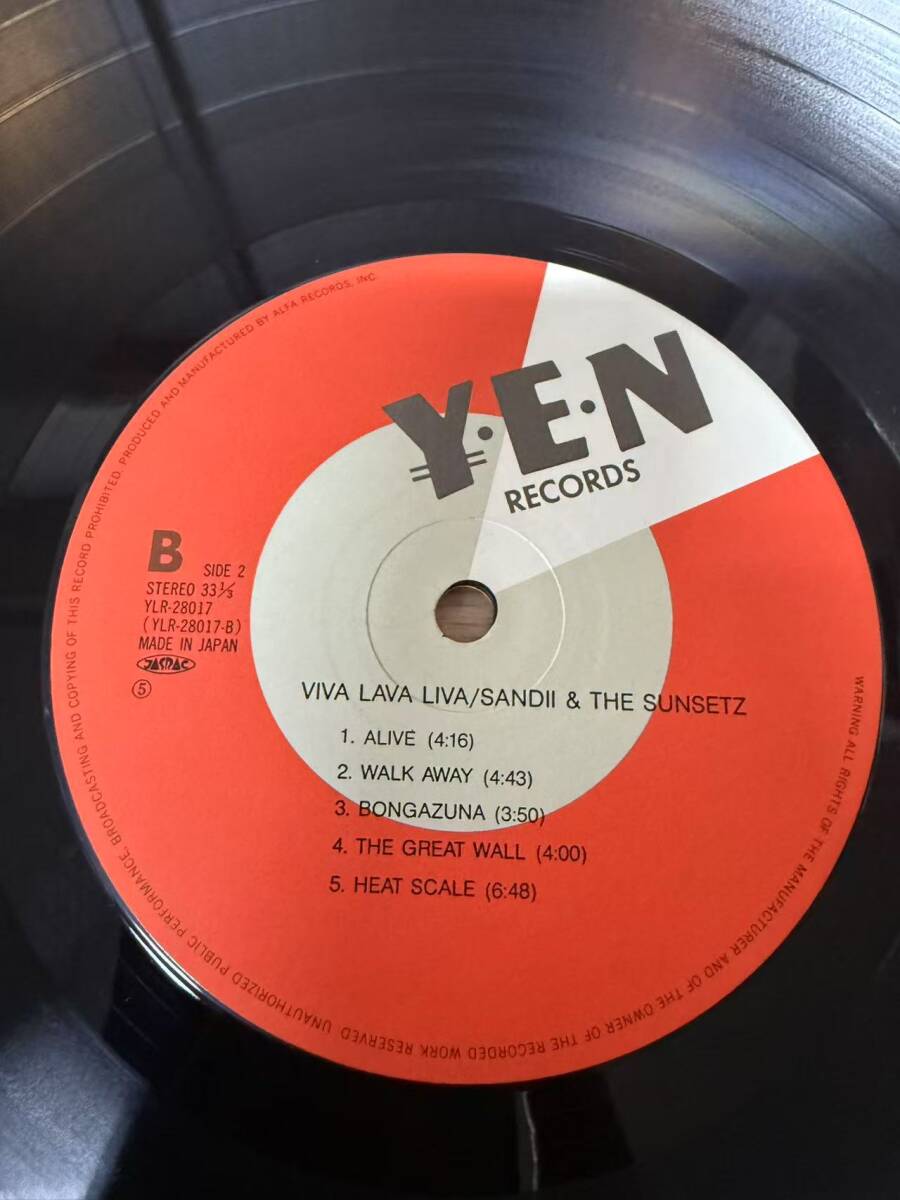 Y·E·N
RECORDS
B SIDE 2
STEREO 33⅓
YLR-28017
(YLR-28017-B)
MADE IN JAPAN
JASRAC
⑤
VIVA LAVA LIVA/SANDII & THE SUNSETZ
1. ALIVE (4:16)
2. WALK AWAY (4:43)
3. BONGAZUNA (3:50)
4. THE GREAT WALL (4:00)
5. HEAT SCALE (6:48)
WARNING ALL RIGHTS OF THE MANUFACTURER AND OF THE OWNER OF THE RECORDED WORK RESERVED UNAUTHORIZED PUBLIC PERFORMANCE, BROADCASTING AND COPYING OF THIS RECORD PROHIBITED. PRODUCED AND MANUFACTURED BY ALFA RECORDS, INC